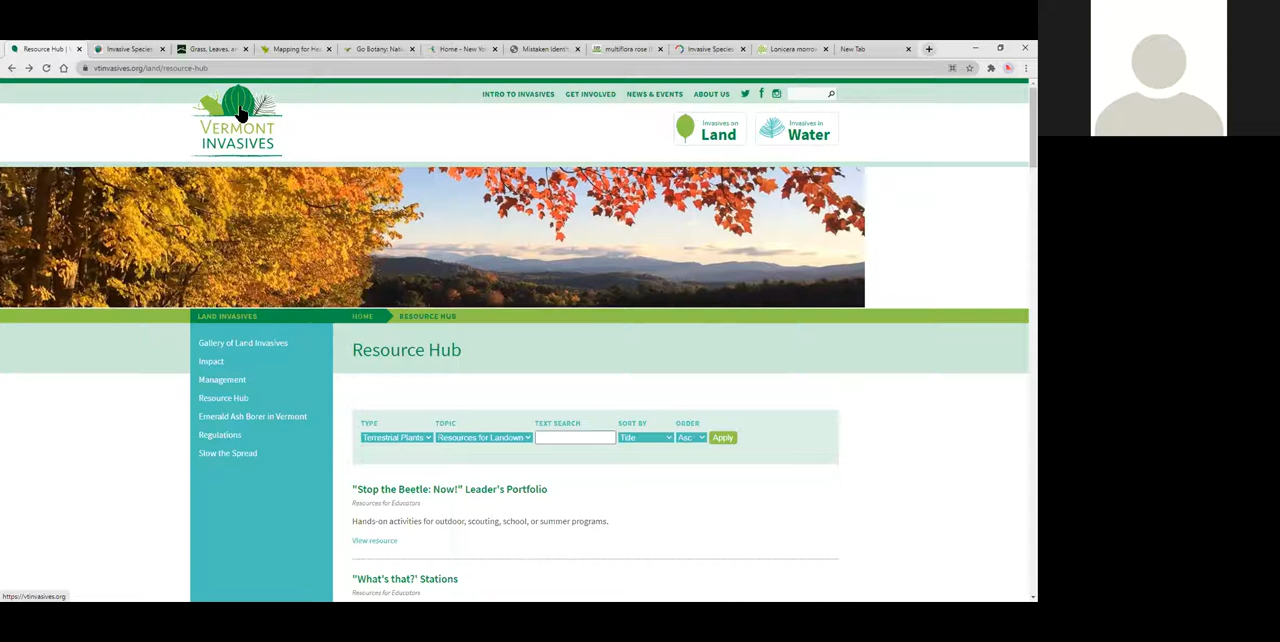 Resource Hub |
Invasive Species
Grass, Leaves, an
Mapping for He
Go Botany: Nati
Home - New Yo
Mistaken Identi
multiflora rose (
Invasive Species
Lonicera morrow
New Tab
vtinvasives.org/land/resource-hub
VERMONT
INVASIVES
INTRO TO INVASIVES
GET INVOLVED
NEWS & EVENTS
ABOUT US
Invasives on
Land
Invasives in
Water
LAND INVASIVES
HOME
RESOURCE HUB
Gallery of Land Invasives
Impact
Management
Resource Hub
Emerald Ash Borer in Vermont
Regulations
Slow the Spread
Resource Hub
TYPE
TOPIC
TEXT SEARCH
SORT BY
ORDER
Terrestrial Plants
Resources for Landown
Title
Asc
Apply
"Stop the Beetle: Now!" Leader's Portfolio
Resources for Educators
Hands-on activities for outdoor, scouting, school, or summer programs.
View resource
"What's that?' Stations
Resources for Educators
https://vtinvasives.org